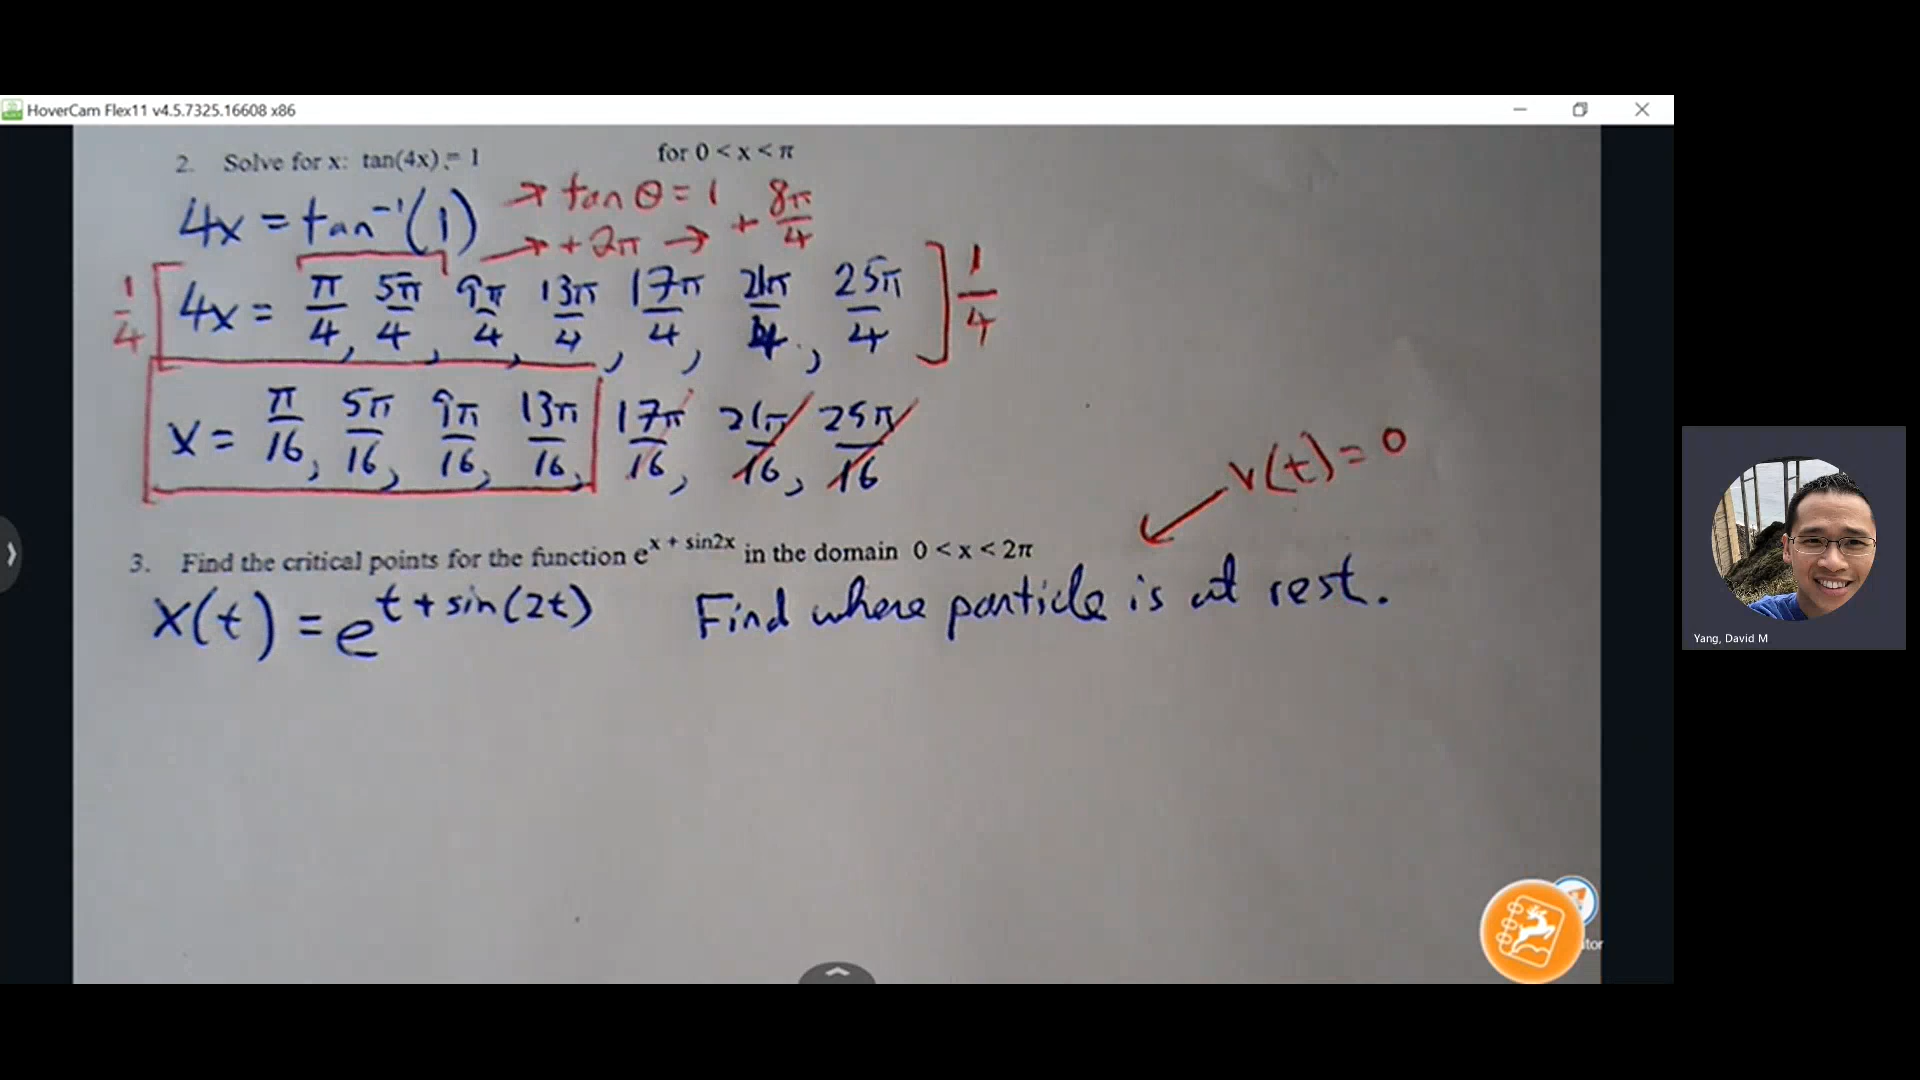 HoverCam Flex11 v4.5.7325.16608 x86
2. Solve for x: tan(4x) = 1 for 0 < x < π
4x = tan⁻¹(1) → tan θ = 1
→ + 2π → + 8π/4
1/4 [ 4x = π/4, 5π/4, 9π/4, 13π/4, 17π/4, 21π/4, 25π/4 ] 1/4
x = π/16, 5π/16, 9π/16, 13π/16, 17π/16, 21π/16, 25π/16
v(t) = 0
3. Find the critical points for the function e^(x + sin2x) in the domain 0 < x < 2π
x(t) = e^(t + sin(2t)) Find where particle is at rest.
Yang, David M